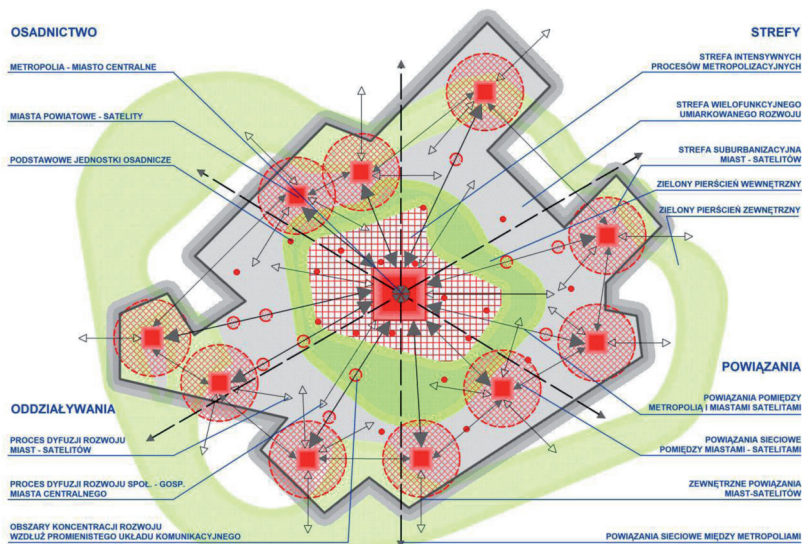 OSADNICTWO
METROPOLIA - MIASTO CENTRALNE
MIASTA POWIATOWE - SATELITY
PODSTAWOWE JEDNOSTKI OSADNICZE
STREFY
STREFA INTENSYWNYCH
PROCESÓW METROPOLIZACYJNYCH
STREFA WIELOFUNKCYJNEGO
UMIARKOWANEGO ROZWOJU
STREFA SUBURBANIZACYJNA
MIAST - SATELITÓW
ZIELONY PIERŚCIEŃ WEWNĘTRZNY
ZIELONY PIERŚCIEŃ ZEWNĘTRZNY
ODDZIAŁYWANIA
PROCES DYFUZJI ROZWOJU
MIAST - SATELITÓW
PROCES DYFUZJI ROZWOJU SPOŁ. - GOSP.
MIASTA CENTRALNEGO
OBSZARY KONCENTRACJI ROZWOJU
WZDŁUŻ PROMIENISTEGO UKŁADU KOMUNIKACYJNEGO
POWIĄZANIA
POWIĄZANIA POMIĘDZY
METROPOLIĄ I MIASTAMI SATELITAMI
POWIĄZANIA SIECIOWE
POMIĘDZY MIASTAMI - SATELITAMI
ZEWNĘTRZNE POWIĄZANIA
MIAST-SATELITÓW
POWIĄZANIA SIECIOWE MIĘDZY METROPOLIAMI